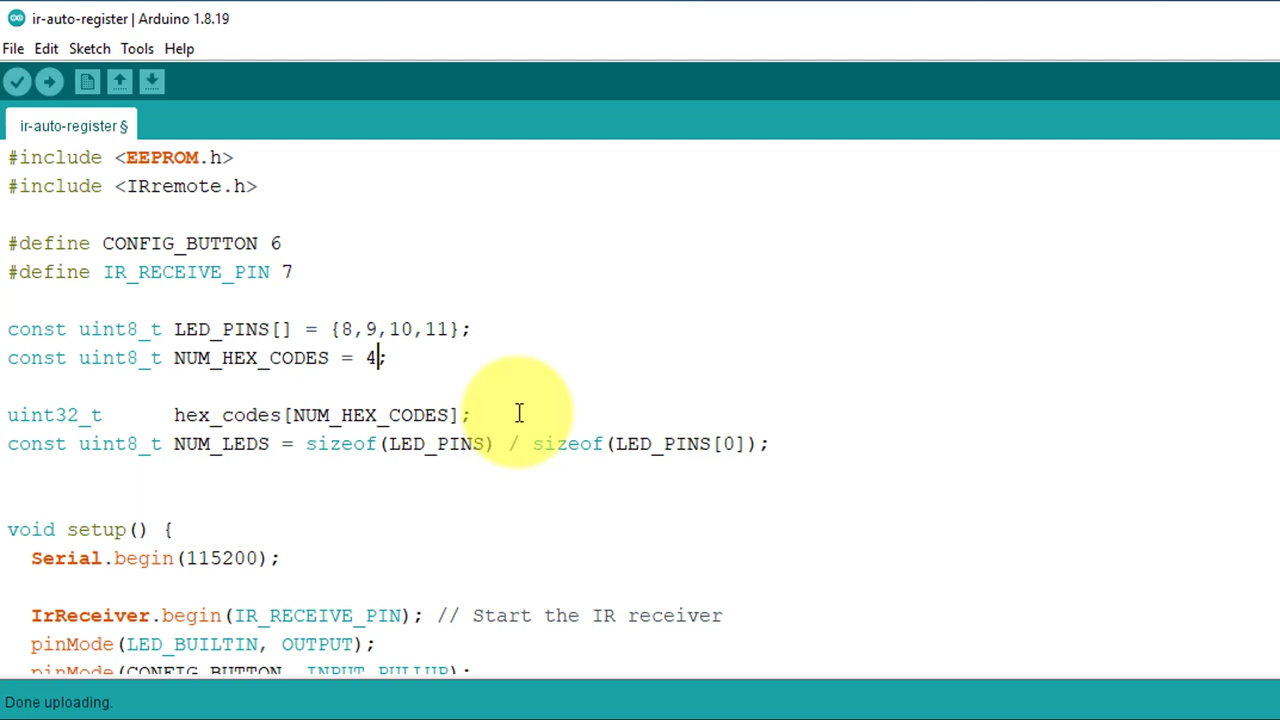 ir-auto-register | Arduino 1.8.19
File Edit Sketch Tools Help
ir-auto-register §
#include <EEPROM.h>
#include <IRremote.h>
#define CONFIG_BUTTON 6
#define IR_RECEIVE_PIN 7
const uint8_t LED_PINS[] = {8,9,10,11};
const uint8_t NUM_HEX_CODES = 4;
uint32_t hex_codes[NUM_HEX_CODES];
const uint8_t NUM_LEDS = sizeof(LED_PINS) / sizeof(LED_PINS[0]);
void setup() {
Serial.begin(115200);
IrReceiver.begin(IR_RECEIVE_PIN); // Start the IR receiver
pinMode(LED_BUILTIN, OUTPUT);
pinMode(CONFIG_BUTTON, INPUT_PULLUP);
Done uploading.